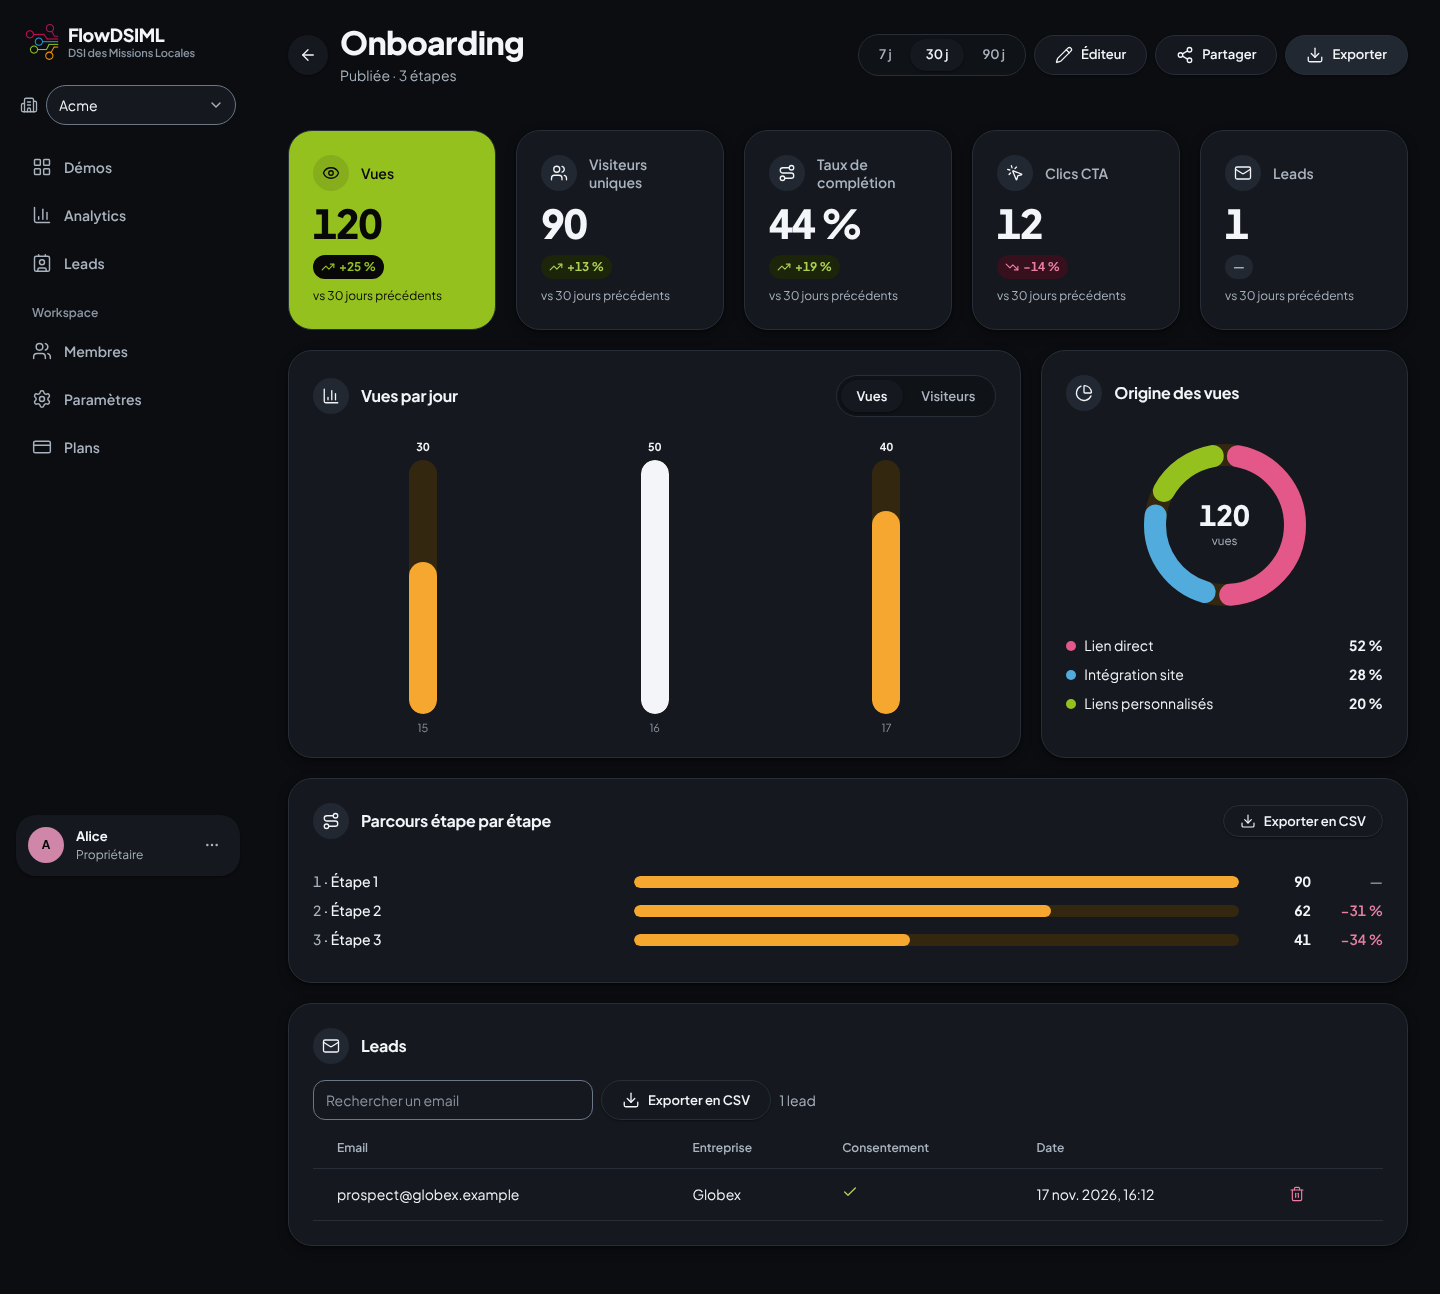 FlowDSIML
DSI des Missions Locales
Acme
Démos
Analytics
Leads
Workspace
Membres
Paramètres
Plans
Alice
Propriétaire
A
Onboarding
Publiée · 3 étapes
7 j
30 j
90 j
Éditeur
Partager
Exporter
Vues
120
+25 %
vs 30 jours précédents
Visiteurs
uniques
90
+13 %
vs 30 jours précédents
Taux de
complétion
44 %
+19 %
vs 30 jours précédents
Clics CTA
12
−14 %
vs 30 jours précédents
Leads
1
—
vs 30 jours précédents
Vues par jour
Vues
Visiteurs
30
50
40
15
16
17
Origine des vues
120
vues
Lien direct
52 %
Intégration site
28 %
Liens personnalisés
20 %
Parcours étape par étape
Exporter en CSV
1 · Étape 1
90
—
2 · Étape 2
62
−31 %
3 · Étape 3
41
−34 %
Leads
Rechercher un email
Exporter en CSV
1 lead
Email
Entreprise
Consentement
Date
prospect@globex.example
Globex
17 nov. 2026, 16:12